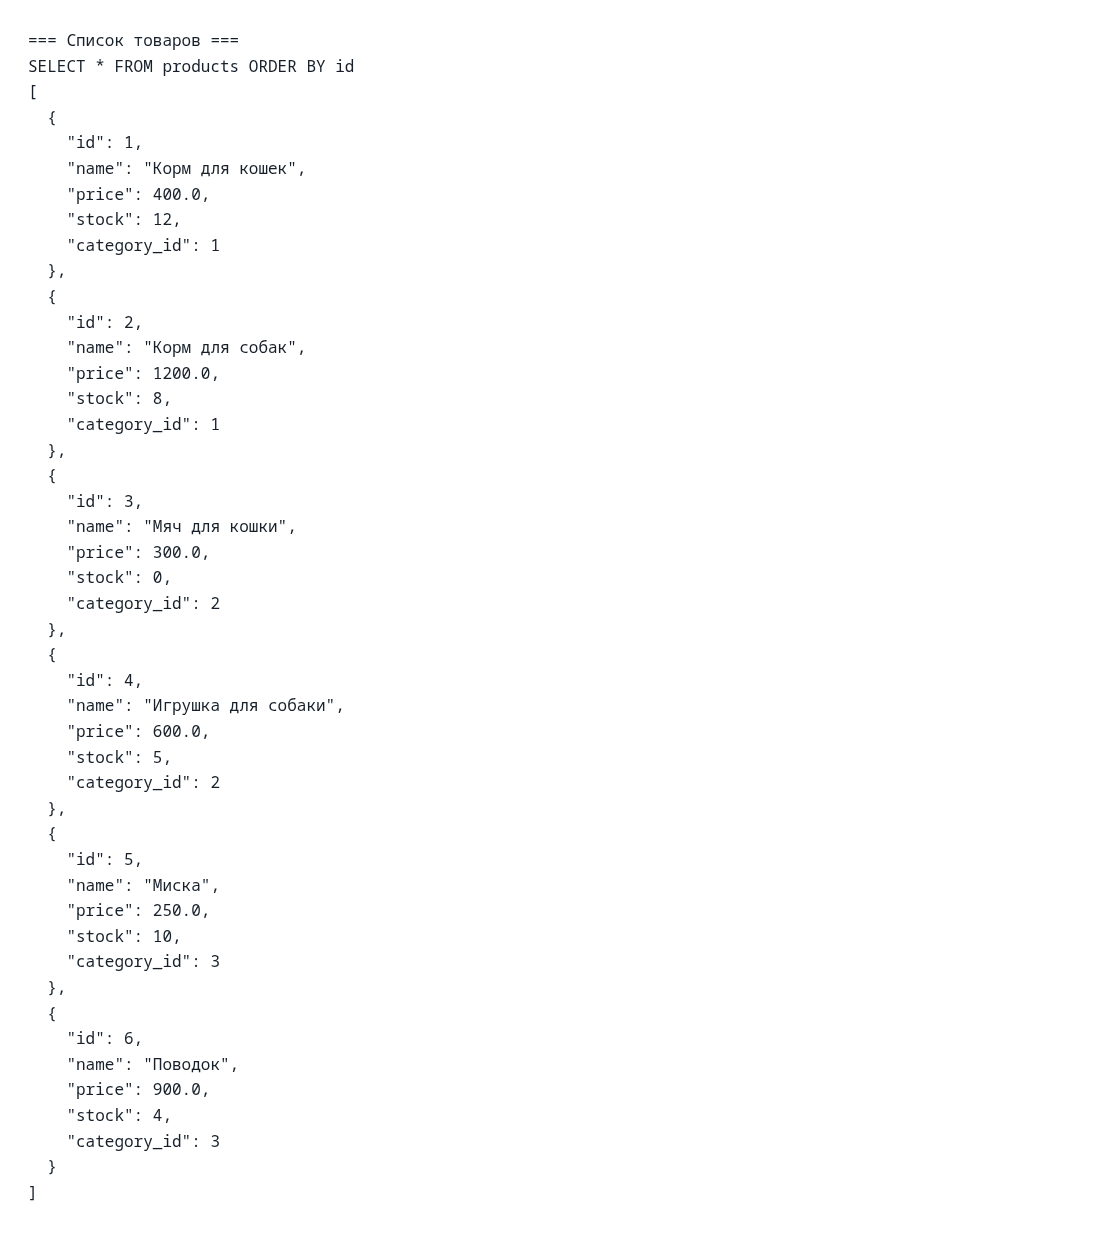 === Список товаров ===
SELECT * FROM products ORDER BY id
[
  {
    "id": 1,
    "name": "Корм для кошек",
    "price": 400.0,
    "stock": 12,
    "category_id": 1
  },
  {
    "id": 2,
    "name": "Корм для собак",
    "price": 1200.0,
    "stock": 8,
    "category_id": 1
  },
  {
    "id": 3,
    "name": "Мяч для кошки",
    "price": 300.0,
    "stock": 0,
    "category_id": 2
  },
  {
    "id": 4,
    "name": "Игрушка для собаки",
    "price": 600.0,
    "stock": 5,
    "category_id": 2
  },
  {
    "id": 5,
    "name": "Миска",
    "price": 250.0,
    "stock": 10,
    "category_id": 3
  },
  {
    "id": 6,
    "name": "Поводок",
    "price": 900.0,
    "stock": 4,
    "category_id": 3
  }
]